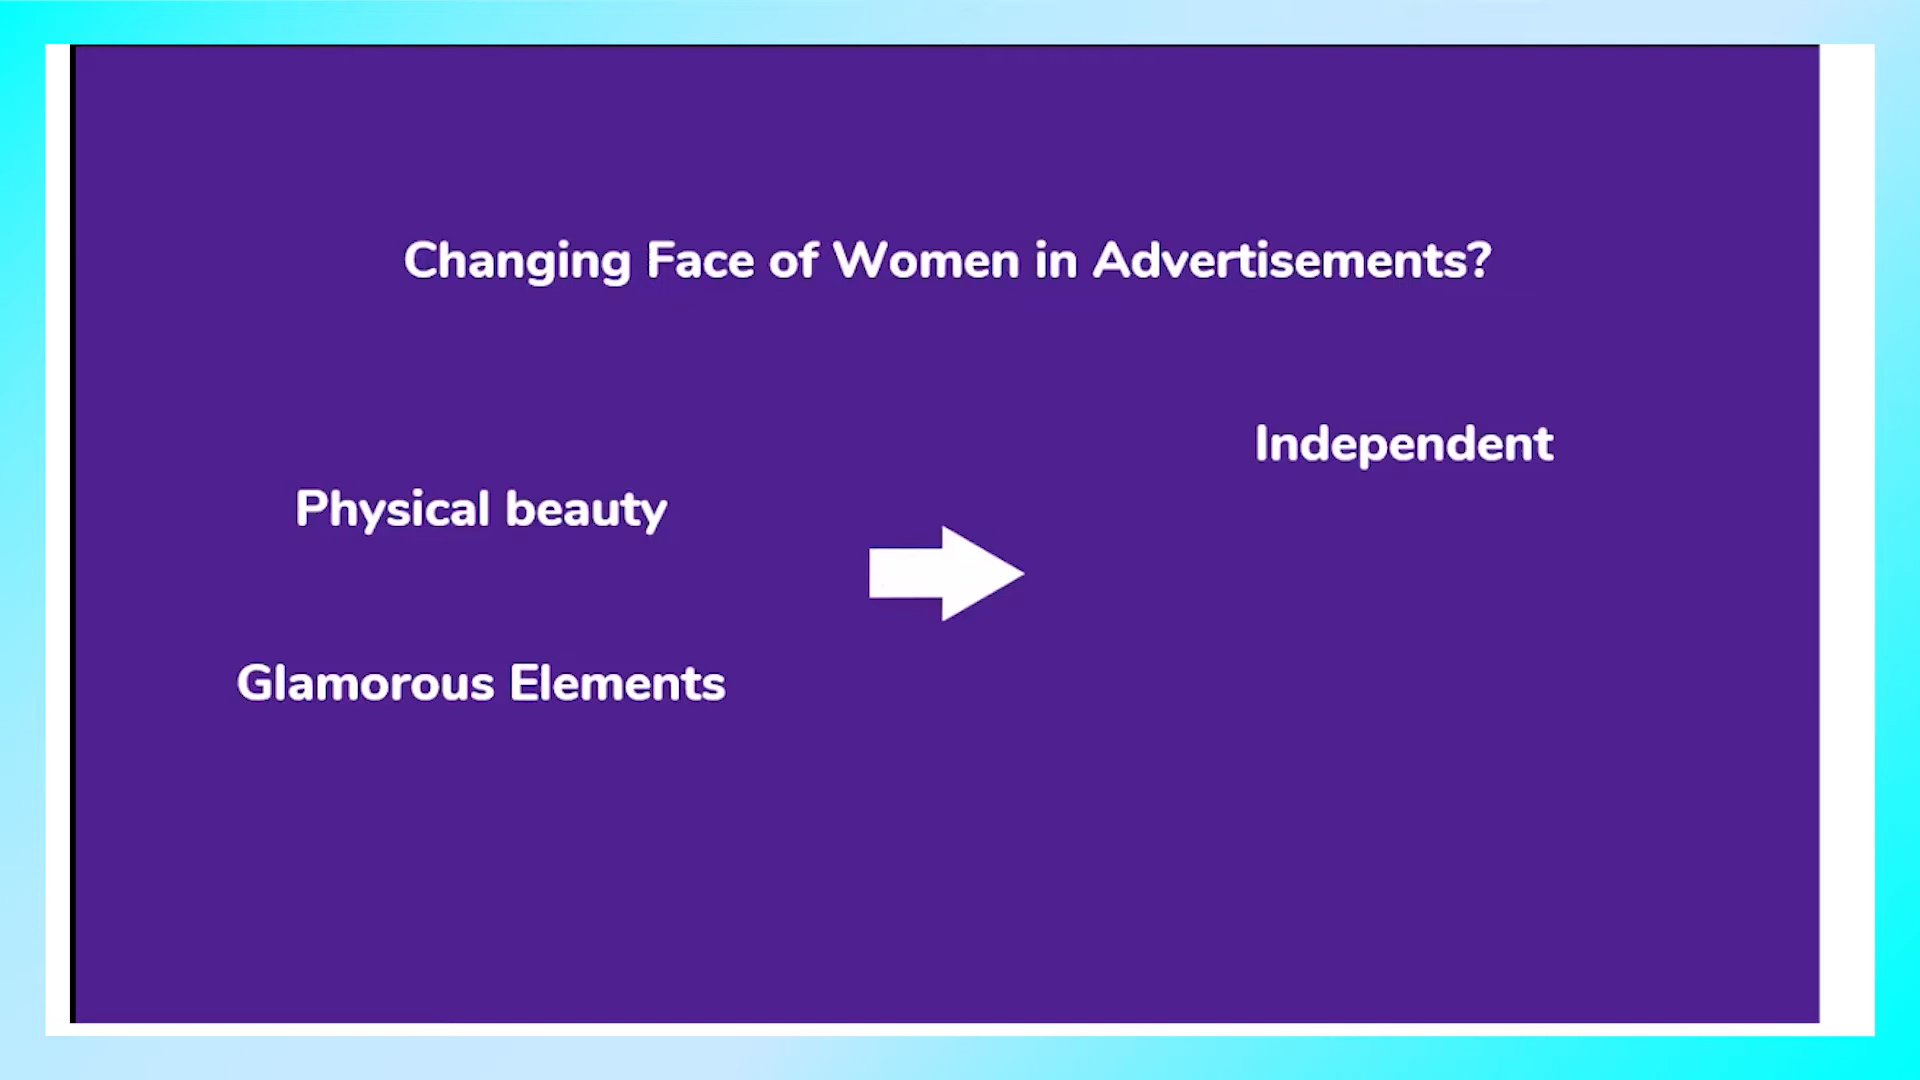 Changing Face of Women in Advertisements?
Independent
Physical beauty
Glamorous Elements